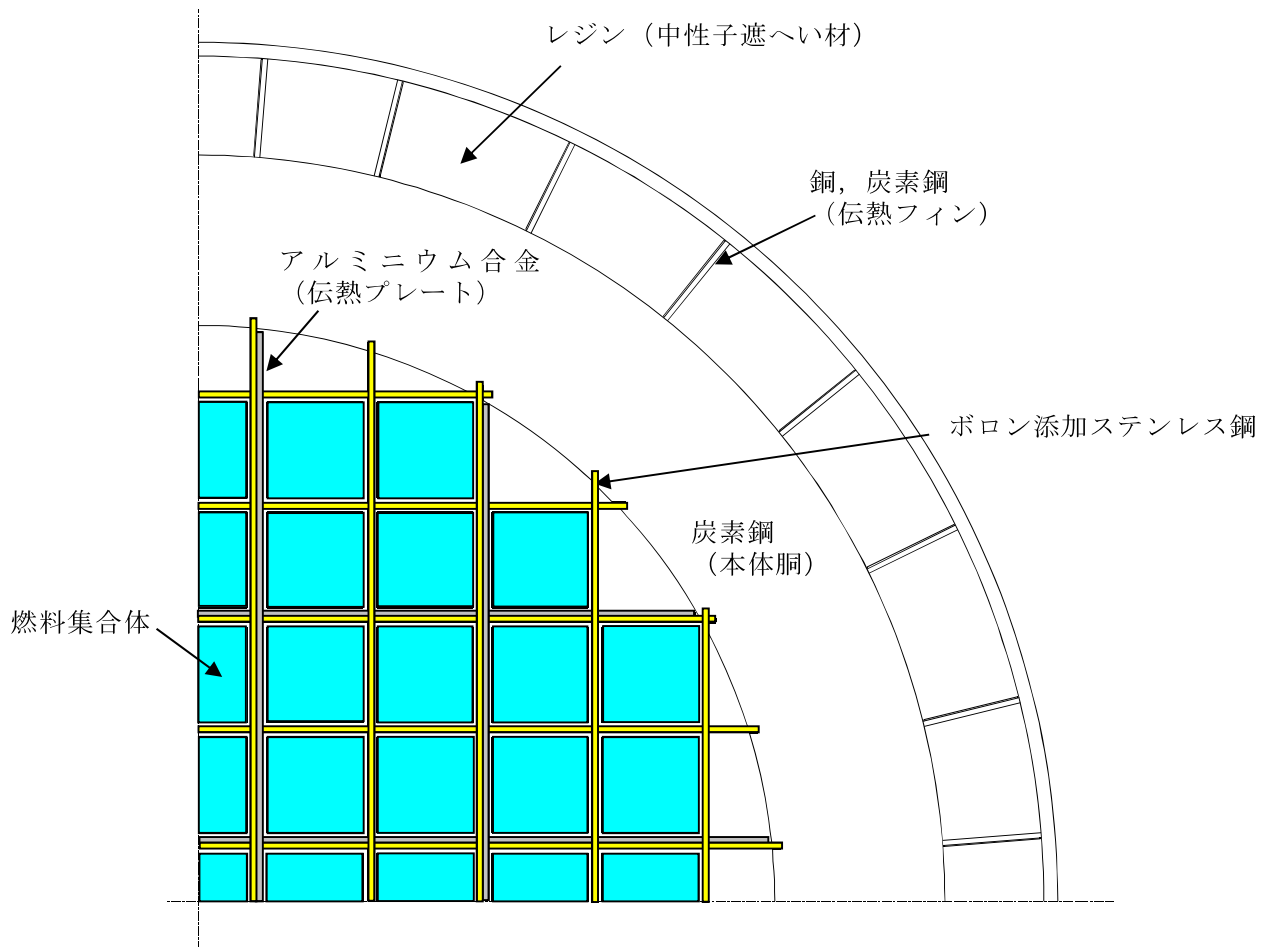 レジン（中性子遮へい材）
銅，炭素鋼
（伝熱フィン）
アルミニウム合金
（伝熱プレート）
ボロン添加ステンレス鋼
炭素鋼
（本体胴）
燃料集合体